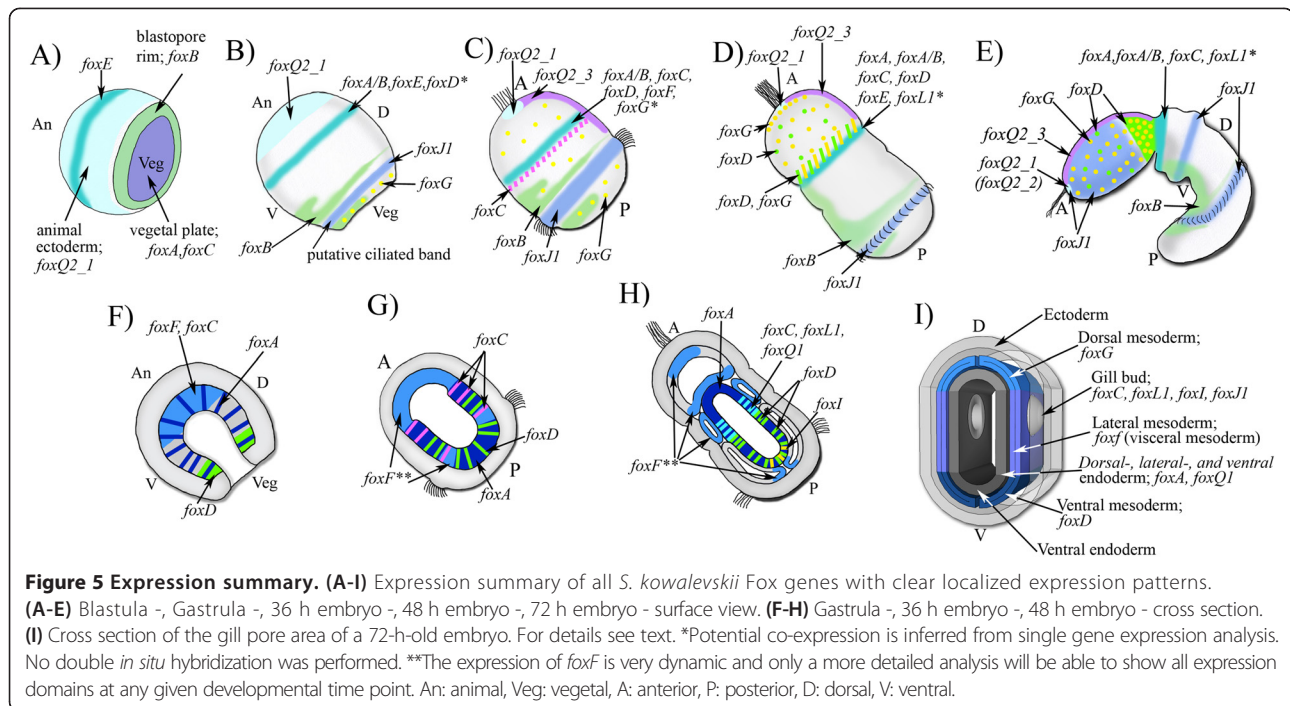 A)
foxE
blastopore
rim; foxB
An
Veg
animal
ectoderm;
foxQ2_1
vegetal plate;
foxA,foxC
B)
foxQ2_1
foxA/B, foxE,foxD*
An
D
foxJ1
foxG
V
Veg
foxB
putative ciliated band
C)
foxQ2_1
A
foxQ2_3
foxA/B, foxC,
foxD, foxF,
foxG*
foxC
foxB
foxJ1
foxG
P
D)
foxQ2_3
foxQ2_1
A
foxA, foxA/B,
foxC, foxD
foxE, foxL1*
foxG
foxD
foxD, foxG
foxB
foxJ1
P
E)
foxA,foxA/B, foxC, foxL1*
foxD
foxG
foxJ1
D
foxQ2_3
foxQ2_1
(foxQ2_2)
A
V
foxB
foxJ1
P
F)
foxF, foxC
foxA
An
D
V
Veg
foxD
G)
foxC
A
foxD
P
foxF**
foxA
H)
foxA
foxC, foxL1,
foxQ1
A
foxD
foxI
foxF**
P
I)
D
Ectoderm
Dorsal mesoderm;
foxG
Gill bud;
foxC, foxL1, foxI, foxJ1
Lateral mesoderm;
foxf (visceral mesoderm)
Dorsal-, lateral-, and ventral
endoderm; foxA, foxQ1
Ventral mesoderm;
foxD
V
Ventral endoderm
Figure 5 Expression summary. (A-I) Expression summary of all S. kowalevskii Fox genes with clear localized expression patterns.
(A-E) Blastula -, Gastrula -, 36 h embryo -, 48 h embryo -, 72 h embryo - surface view. (F-H) Gastrula -, 36 h embryo -, 48 h embryo - cross section.
(I) Cross section of the gill pore area of a 72-h-old embryo. For details see text. *Potential co-expression is inferred from single gene expression analysis.
No double in situ hybridization was performed. **The expression of foxF is very dynamic and only a more detailed analysis will be able to show all expression
domains at any given developmental time point. An: animal, Veg: vegetal, A: anterior, P: posterior, D: dorsal, V: ventral.